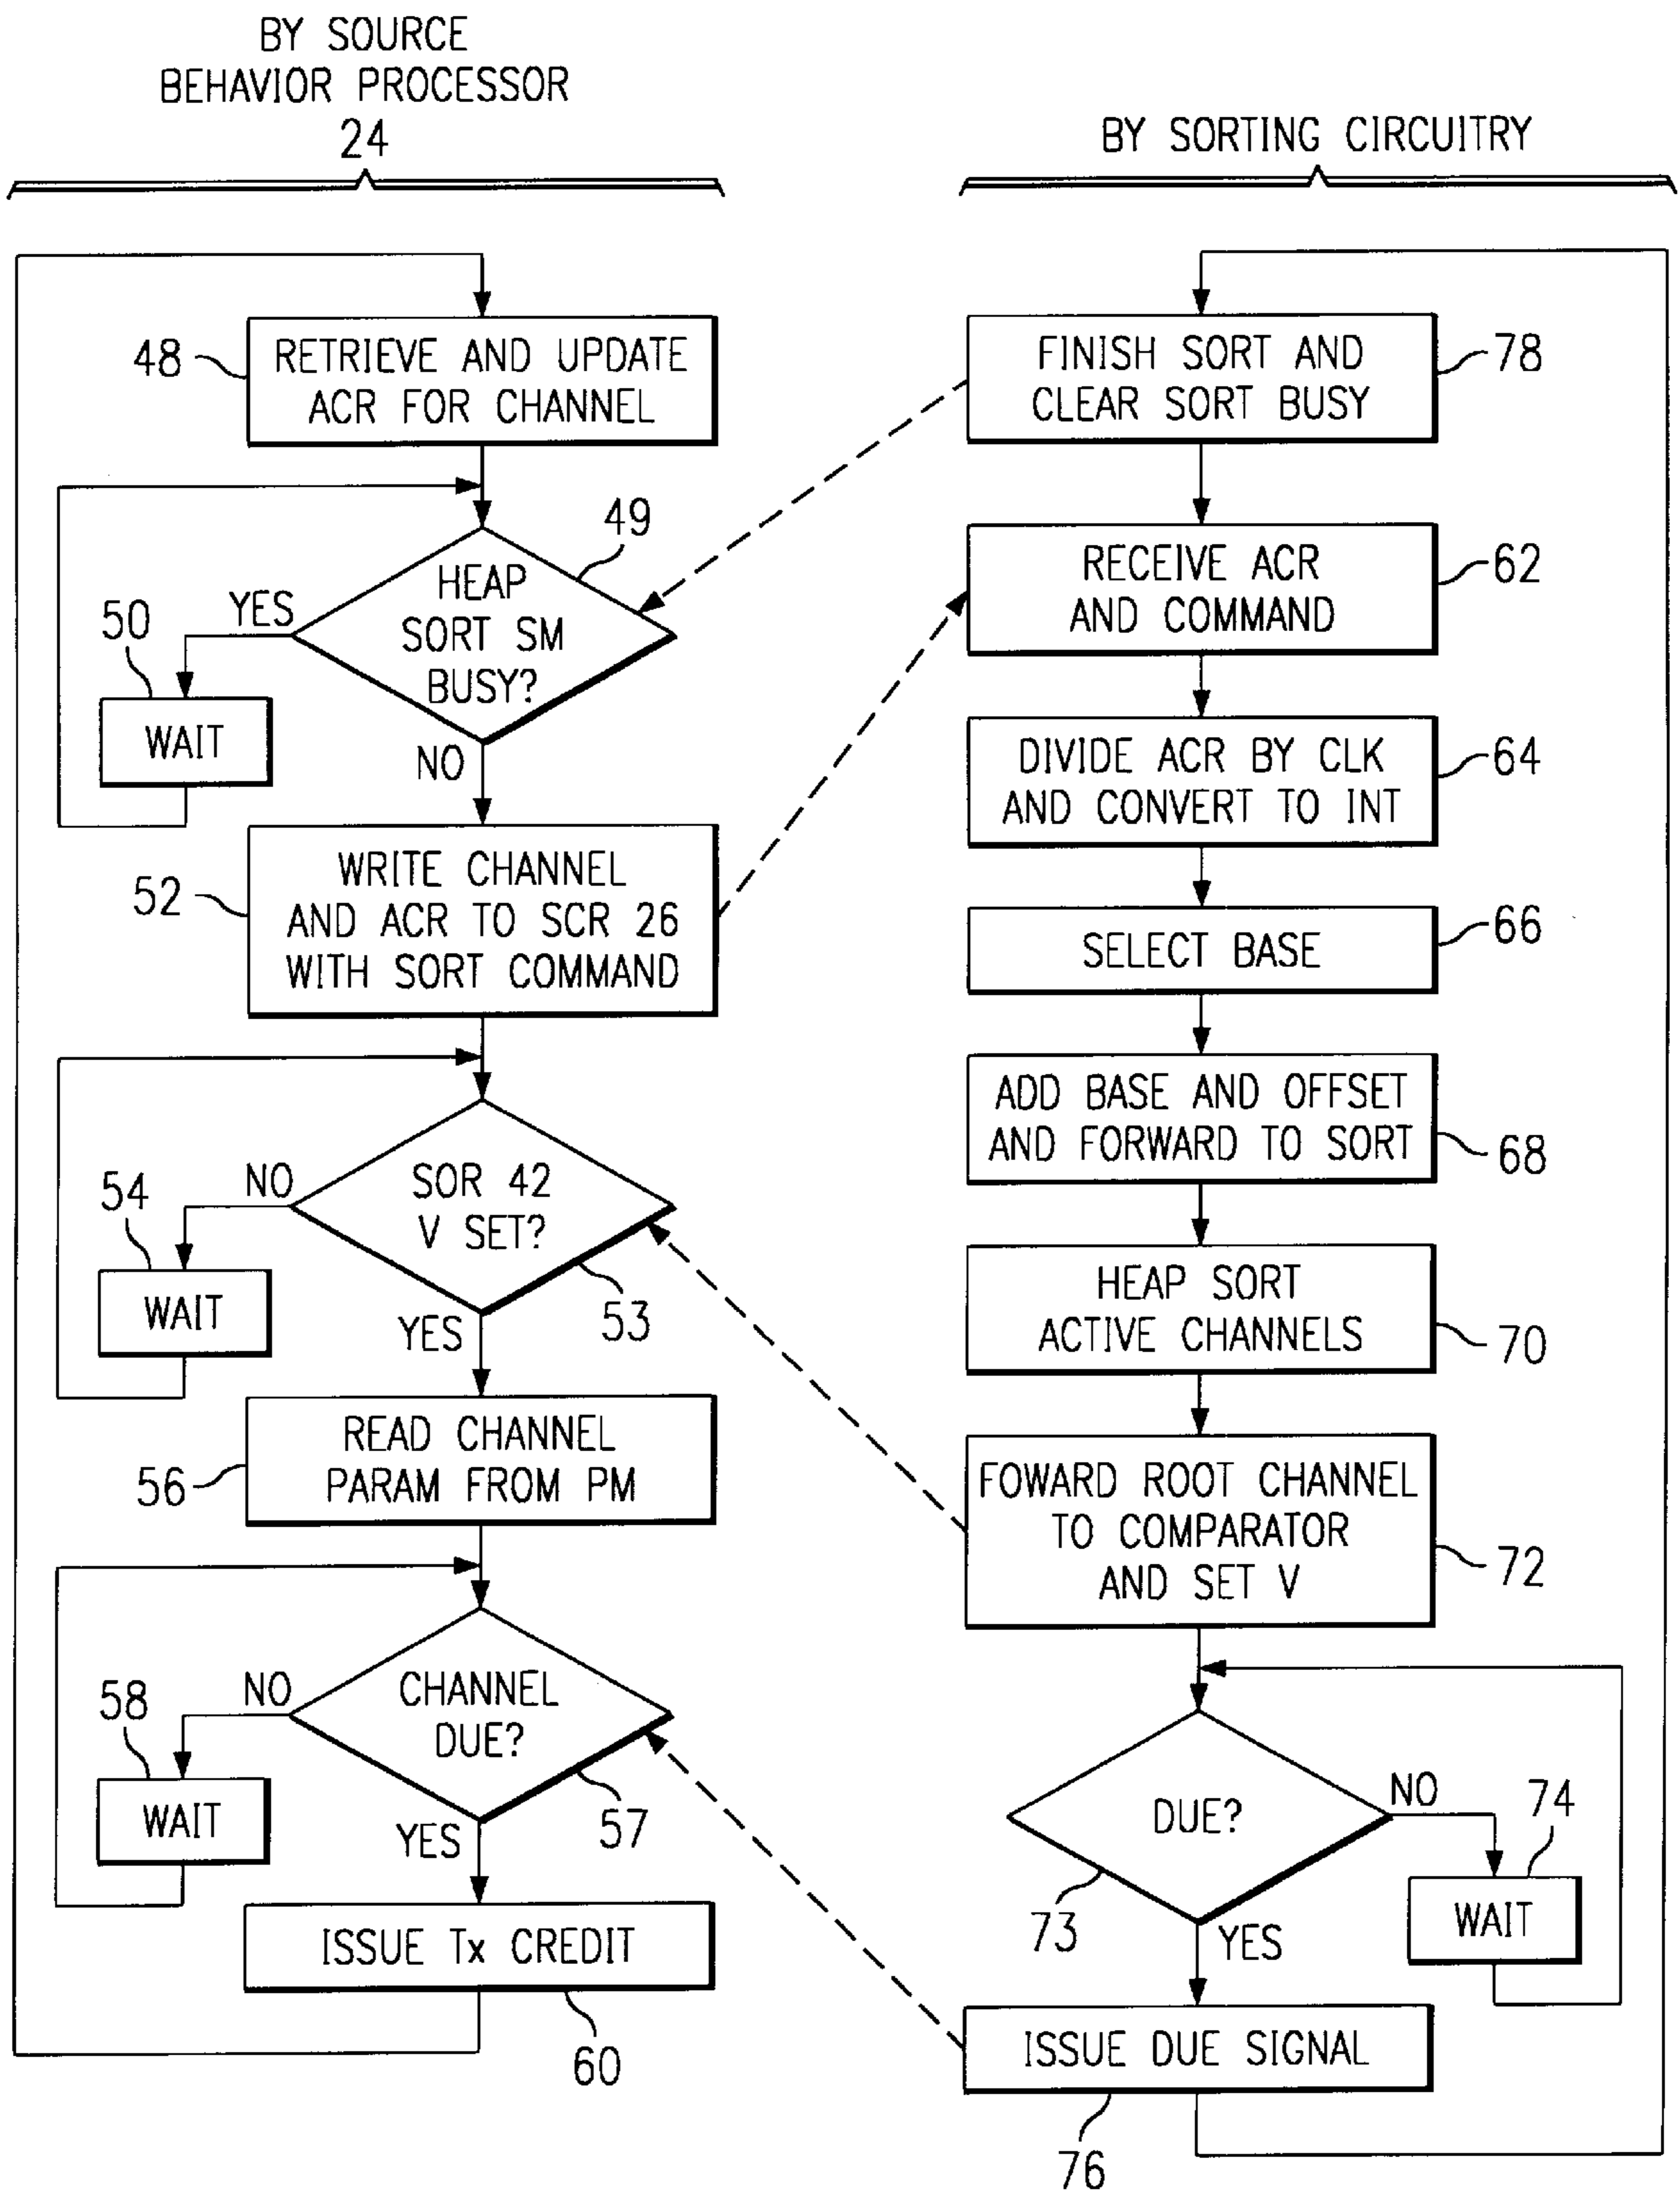 BY SOURCE
BEHAVIOR PROCESSOR
24
48
RETRIEVE AND UPDATE
ACR FOR CHANNEL
49
HEAP
SORT SM
BUSY?
YES
50
WAIT
NO
52
WRITE CHANNEL
AND ACR TO SCR 26
WITH SORT COMMAND
SOR 42
V SET?
NO
54
WAIT
53
YES
56
READ CHANNEL
PARAM FROM PM
CHANNEL
DUE?
NO
58
WAIT
57
YES
ISSUE Tx CREDIT
60
BY SORTING CIRCUITRY
FINISH SORT AND
CLEAR SORT BUSY
78
RECEIVE ACR
AND COMMAND
62
DIVIDE ACR BY CLK
AND CONVERT TO INT
64
SELECT BASE
66
ADD BASE AND OFFSET
AND FORWARD TO SORT
68
HEAP SORT
ACTIVE CHANNELS
70
FOWARD ROOT CHANNEL
TO COMPARATOR
AND SET V
72
DUE?
NO
74
WAIT
73
YES
ISSUE DUE SIGNAL
76